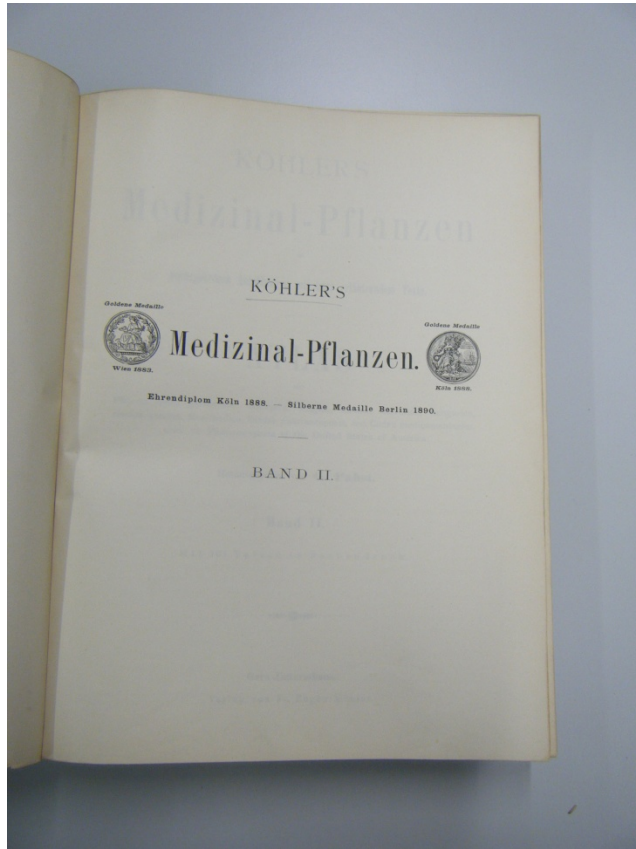 KÖHLER'S
Goldene Medaille
Goldene Medaille
Medizinal-Pflanzen.
Wien 1883.
Köln 1888.
Ehrendiplom Köln 1888. — Silberne Medaille Berlin 1890.
BAND II.